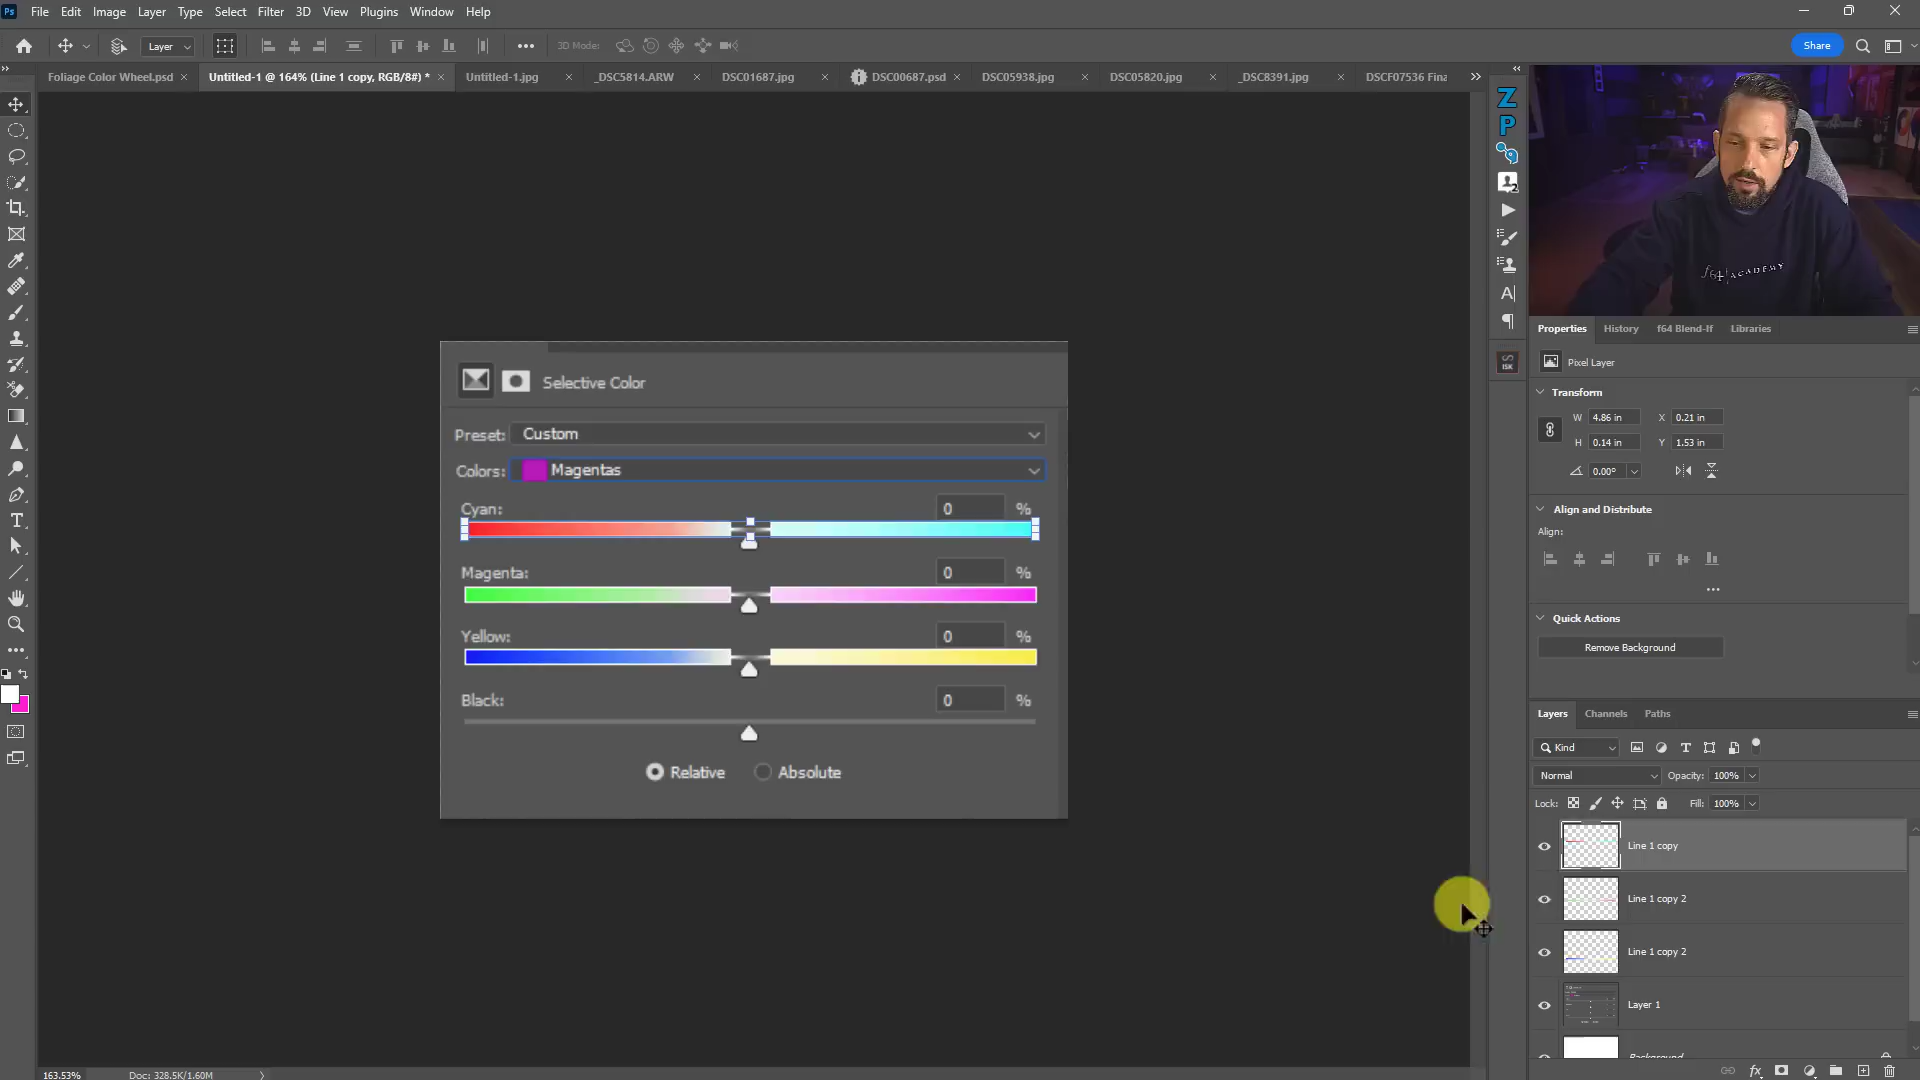 Ps File Edit Image Layer Type Select Filter 3D View Plugins Window Help
Layer 3D Mode: Share
Foliage Color Wheel.psd Untitled-1 @ 164% (Line 1 copy, RGB/8#) * Untitled-1.jpg _DSC5814.ARW DSC01687.jpg DSC00687.psd DSC05938.jpg DSC05820.jpg _DSC8391.jpg DSCF07536 Fina
Z
P
f64 ACADEMY
Properties History f64 Blend-If Libraries
Pixel Layer
Transform
W 4.86 in X 0.21 in
H 0.14 in Y 1.53 in
0.00°
Align and Distribute
Align:
Quick Actions
Remove Background
Selective Color
Preset: Custom
Colors: Magentas
Cyan: 0 %
Magenta: 0 %
Yellow: 0 %
Black: 0 %
Relative Absolute
Layers Channels Paths
Kind
Normal Opacity: 100%
Lock: Fill: 100%
Line 1 copy
Line 1 copy 2
Line 1 copy 2
Layer 1
Background
163.53% Doc: 328.5K/1.60M